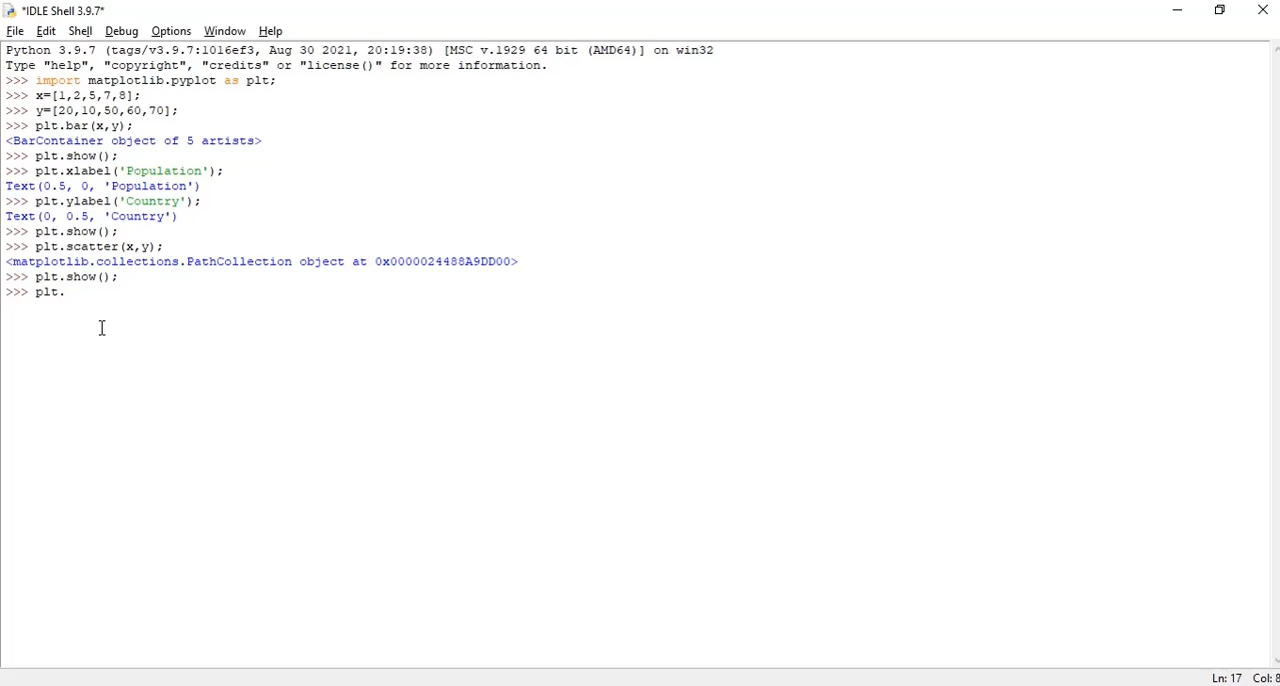 *IDLE Shell 3.9.7*
File Edit Shell Debug Options Window Help
Python 3.9.7 (tags/v3.9.7:1016ef3, Aug 30 2021, 20:19:38) [MSC v.1929 64 bit (AMD64)] on win32
Type "help", "copyright", "credits" or "license()" for more information.
>>> import matplotlib.pyplot as plt;
>>> x=[1,2,5,7,8];
>>> y=[20,10,50,60,70];
>>> plt.bar(x,y);
<BarContainer object of 5 artists>
>>> plt.show();
>>> plt.xlabel('Population');
Text(0.5, 0, 'Population')
>>> plt.ylabel('Country');
Text(0, 0.5, 'Country')
>>> plt.show();
>>> plt.scatter(x,y);
<matplotlib.collections.PathCollection object at 0x0000024488A9DD00>
>>> plt.show();
>>> plt.
Ln: 17 Col: 8